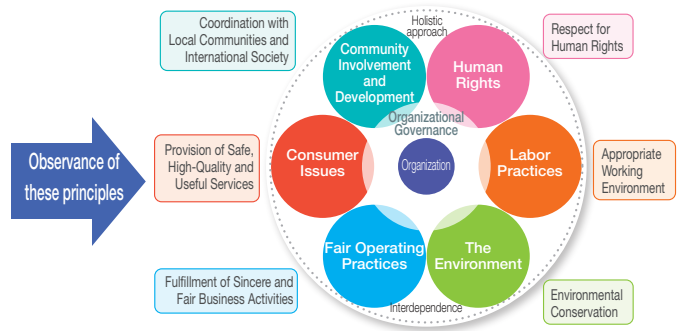 Observance of
these principles
Coordination with
Local Communities and
International Society
Provision of Safe,
High-Quality and
Useful Services
Fulfillment of Sincere and
Fair Business Activities
Holistic
approach
Community
Involvement
and
Development
Human
Rights
Organizational
Governance
Consumer
Issues
Organization
Labor
Practices
Fair Operating
Practices
The
Environment
Interdependence
Respect for
Human Rights
Appropriate
Working
Environment
Environmental
Conservation